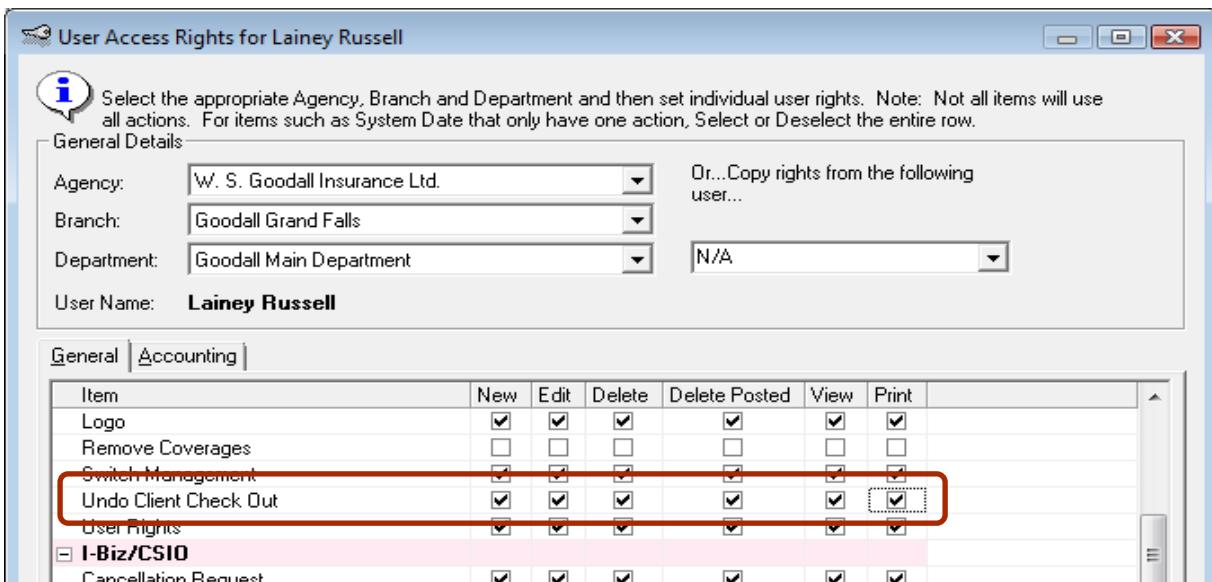 User Access Rights for Lainey Russell
Select the appropriate Agency, Branch and Department and then set individual user rights. Note: Not all items will use
all actions. For items such as System Date that only have one action, Select or Deselect the entire row.
General Details
Agency: W. S. Goodall Insurance Ltd.
Or...Copy rights from the following
user...
Branch: Goodall Grand Falls
Department: Goodall Main Department N/A
User Name: Lainey Russell
General Accounting
Item New Edit Delete Delete Posted View Print
Logo
Remove Coverages
Switch Management
Undo Client Check Out
User Rights
I-Biz/CSIO
Cancellation Request